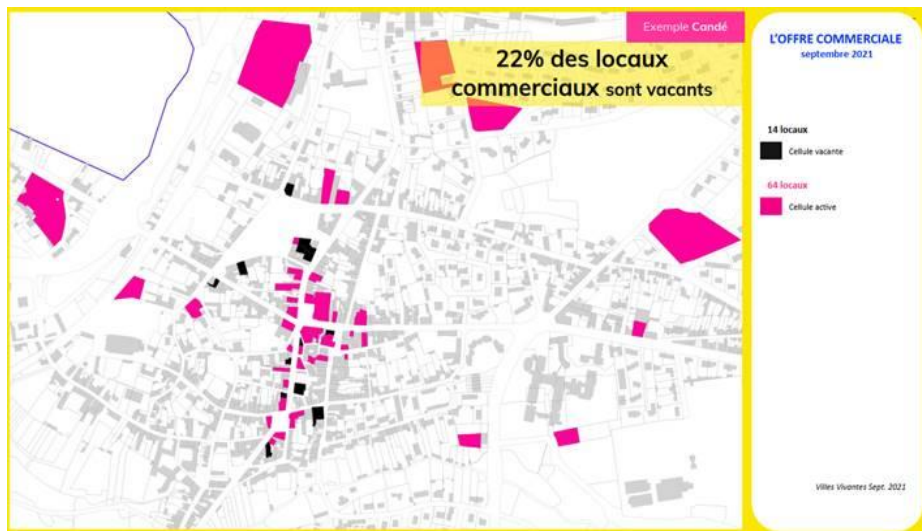 Exemple Candé
22% des locaux
commerciaux sont vacants
L'OFFRE COMMERCIALE
septembre 2021
14 locaux
Cellule vacante
64 locaux
Cellule active
Villes Vivantes Sept. 2021